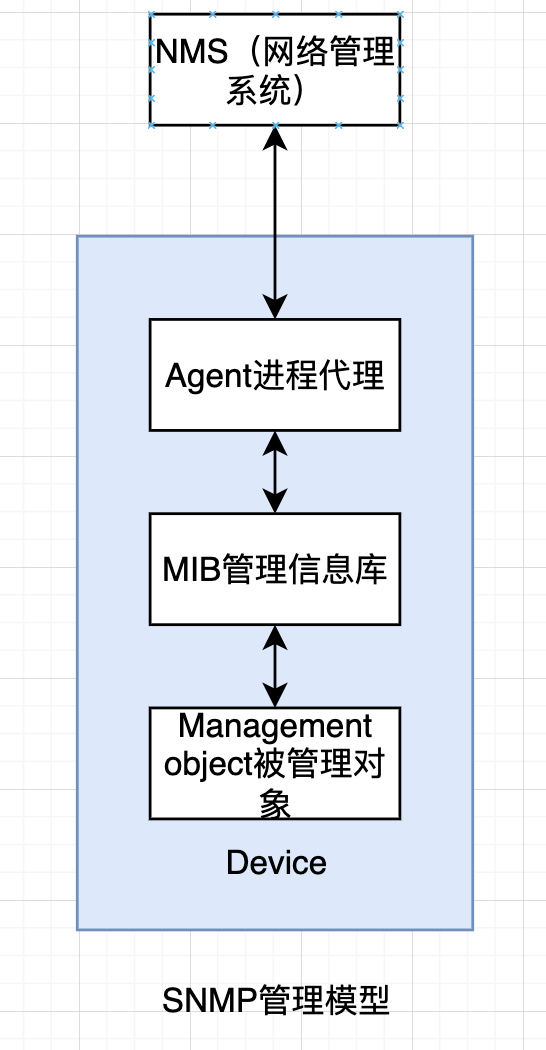 NMS（网络管理
系统）
Agent进程代理
MIB管理信息库
Management
object被管理对
象
Device
SNMP管理模型